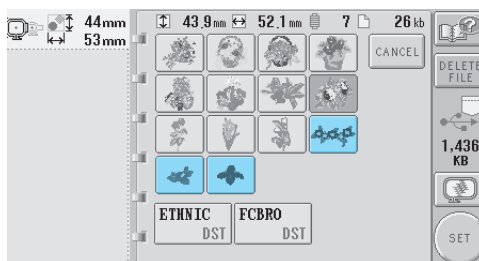 44mm
53mm
43.9mm 52.1mm 7 26kb
CANCEL
DELETE
FILE
1,436
KB
ETHNIC
DST
FCBRO
DST
SET